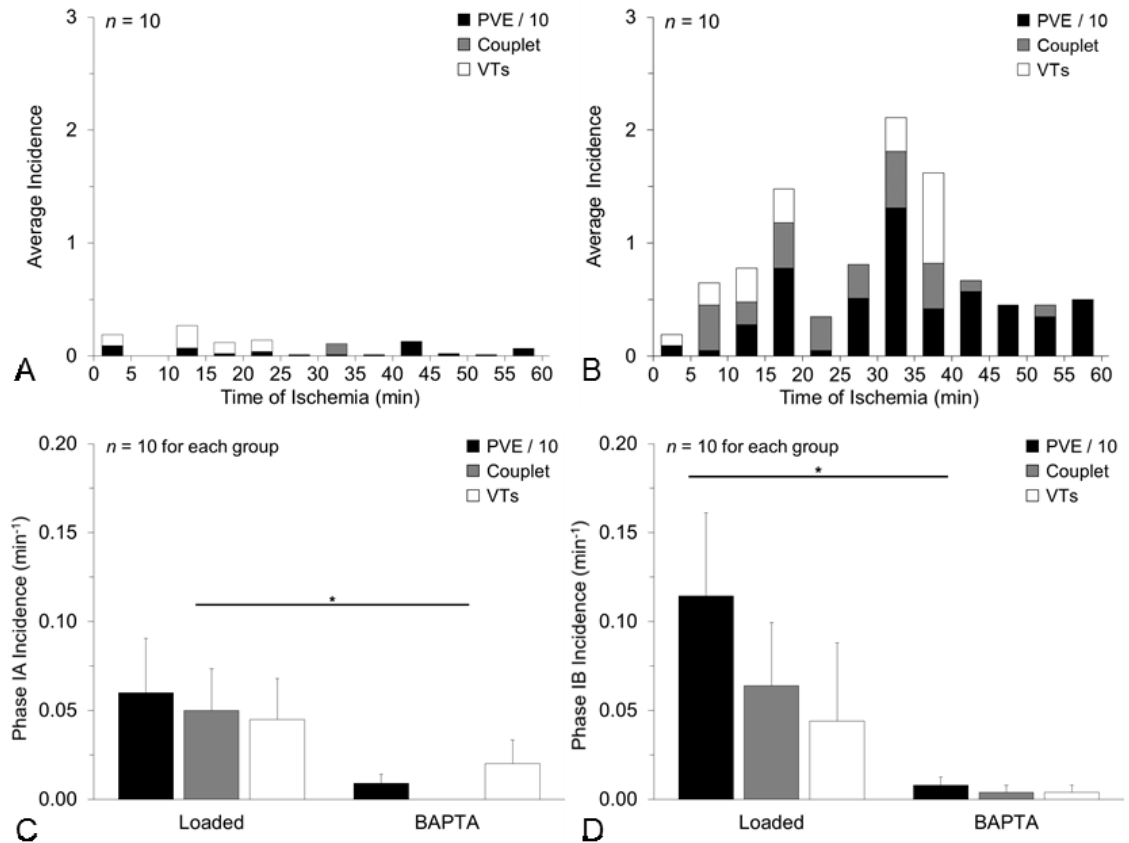 3
n = 10
PVE / 10
Couplet
VTs
2
1
0
Average Incidence
0 5 10 15 20 25 30 35 40 45 50 55 60
Time of Ischemia (min)
A
3
n = 10
PVE / 10
Couplet
VTs
2
1
0
Average Incidence
0 5 10 15 20 25 30 35 40 45 50 55 60
Time of Ischemia (min)
B
0.20
n = 10 for each group
PVE / 10
Couplet
VTs
0.15
0.10
0.05
0.00
*
Phase IA Incidence (min⁻¹)
Loaded BAPTA
C
0.20
n = 10 for each group
PVE / 10
Couplet
VTs
*
0.15
0.10
0.05
0.00
Phase IB Incidence (min⁻¹)
Loaded BAPTA
D